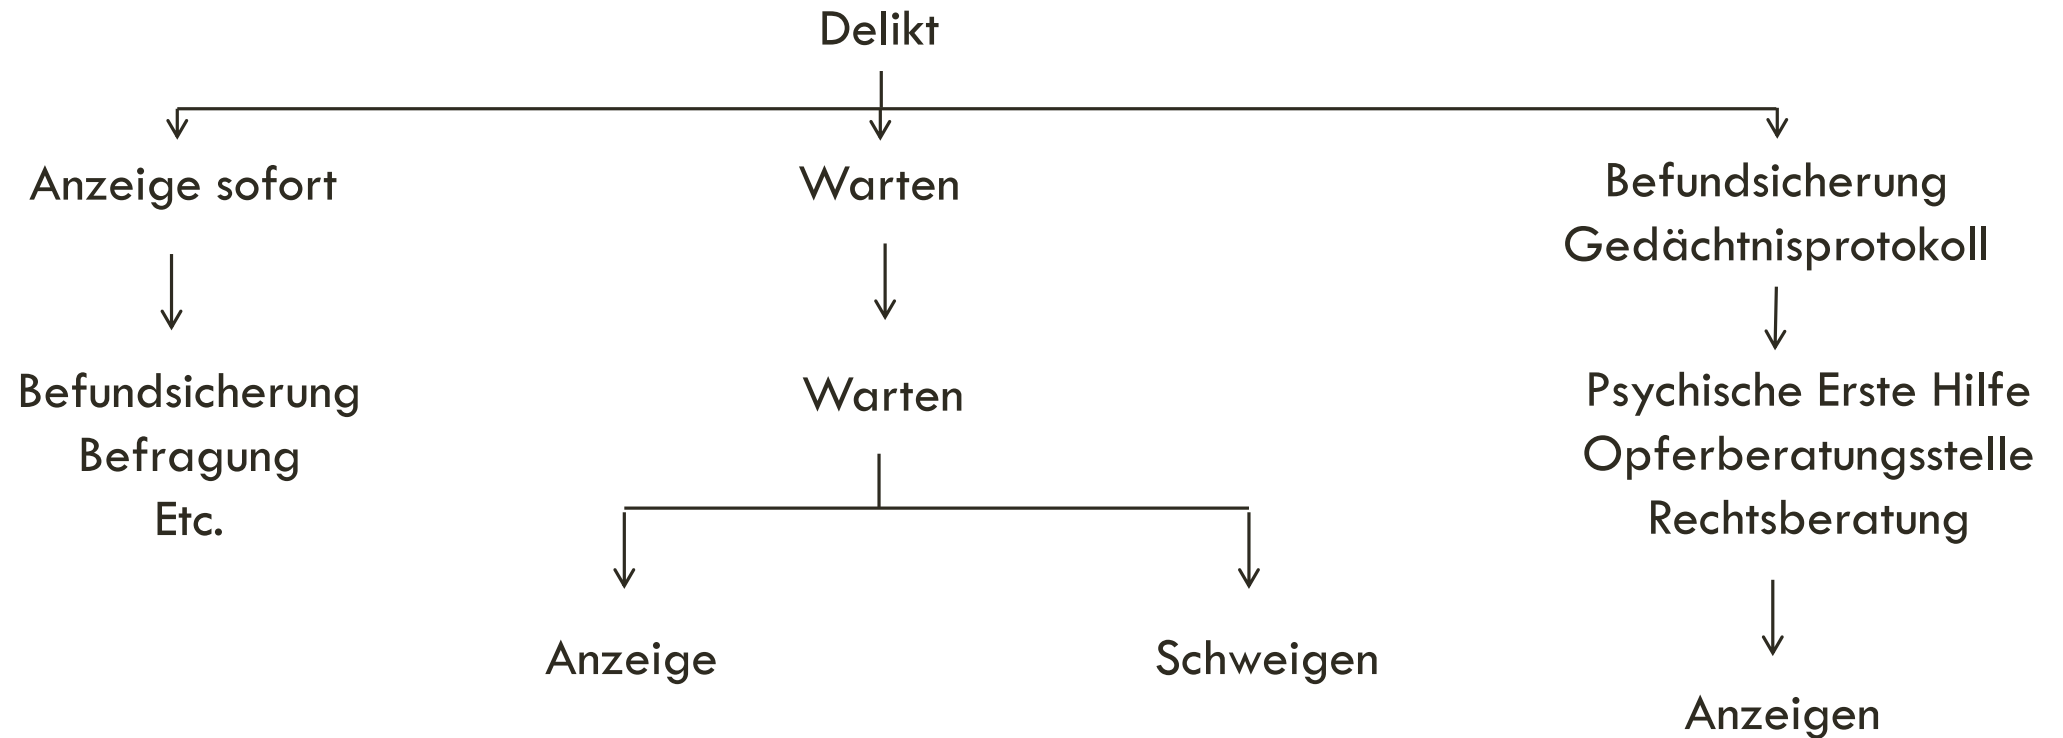 Delikt
Anzeige sofort
Warten
Befundsicherung
Gedächtnisprotokoll
Befundsicherung
Befragung
Etc.
Warten
Psychische Erste Hilfe
Opferberatungsstelle
Rechtsberatung
Anzeige
Schweigen
Anzeigen